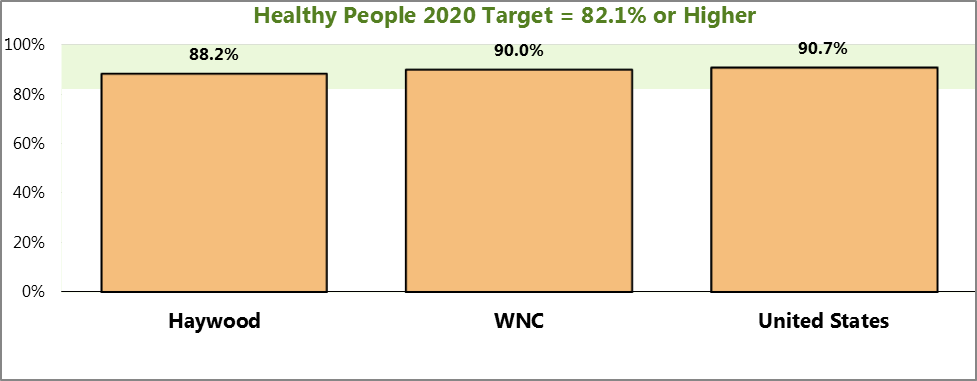 Healthy People 2020 Target = 82.1% or Higher
100%
88.2%
90.0%
90.7%
80%
60%
40%
20%
0%
Haywood
WNC
United States